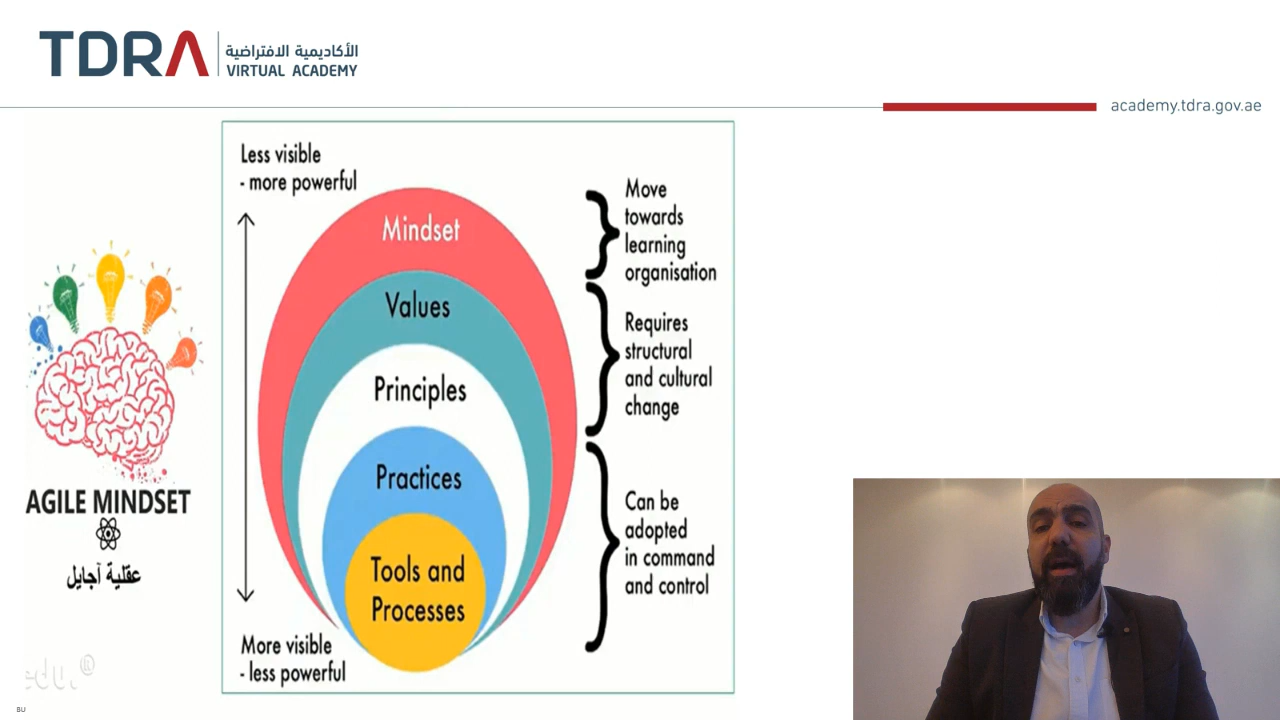 TDRA
الأكاديمية الافتراضية
VIRTUAL ACADEMY
academy.tdra.gov.ae
Less visible
- more powerful
Mindset
Values
Principles
Practices
Tools and
Processes
More visible
- less powerful
Move
towards
learning
organisation
Requires
structural
and cultural
change
Can be
adopted
in command
and control
AGILE MINDSET
عقلية آجايل
edu.®
BU